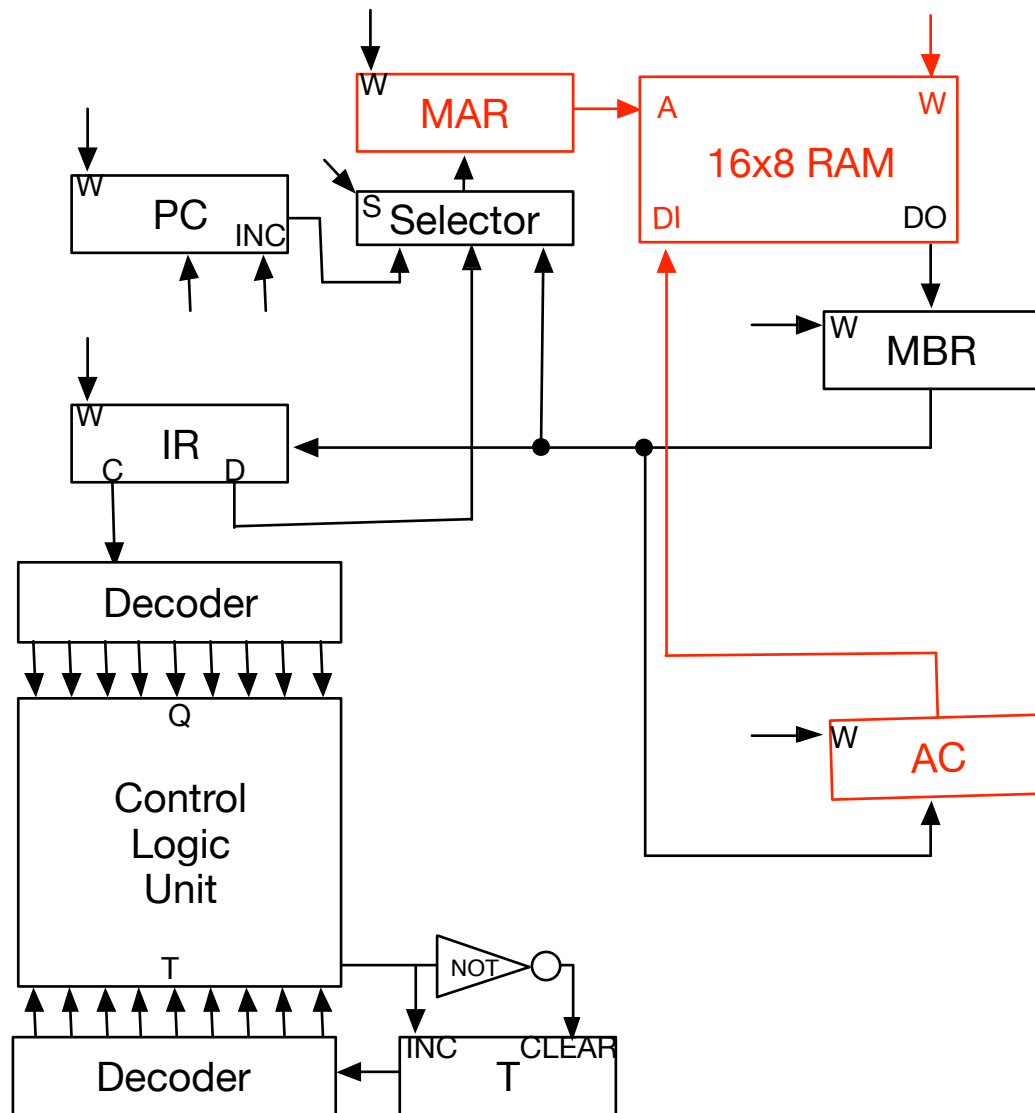 W
MAR
A
W
16x8 RAM
DI
DO
W
PC
INC
S
Selector
W
MBR
W
IR
C
D
Decoder
Q
Control
Logic
Unit
T
W
AC
NOT
INC
CLEAR
T
Decoder